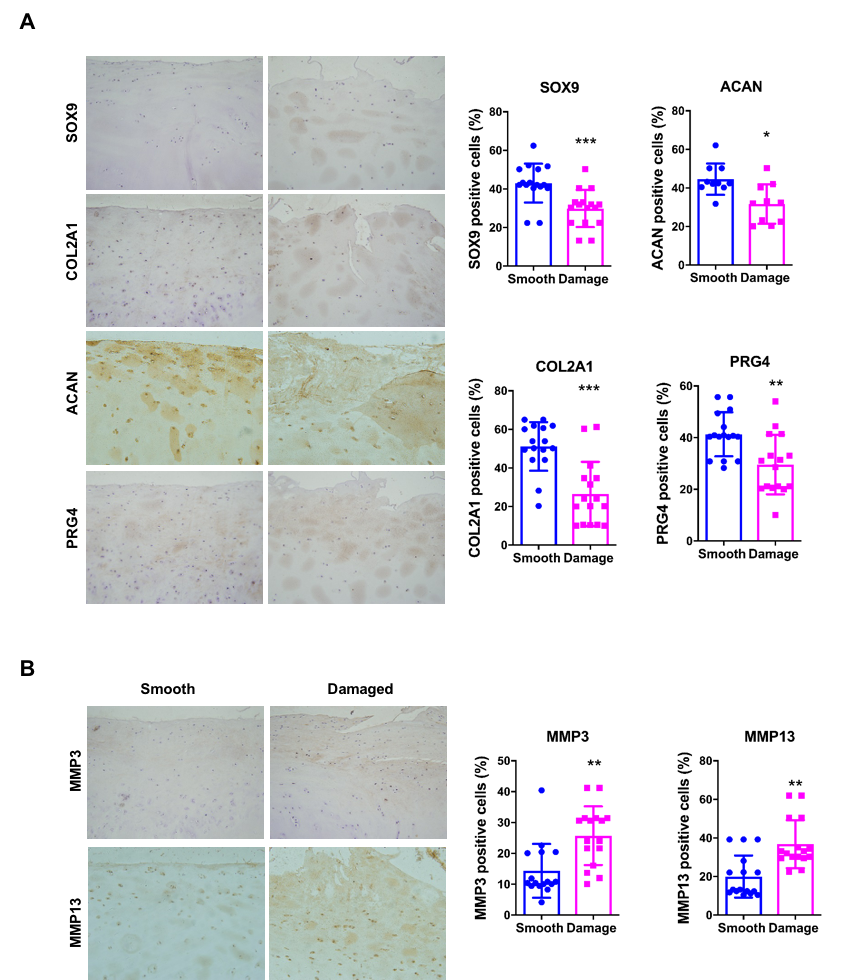 A
SOX9
COL2A1
ACAN
PRG4
SOX9
SOX9 positive cells (%)
80
60
40
20
0
Smooth Damage
***
ACAN
ACAN positive cells (%)
80
60
40
20
0
Smooth Damage
*
COL2A1
COL2A1 positive cells (%)
80
60
40
20
0
Smooth Damage
***
PRG4
PRG4 positive cells (%)
60
40
20
0
Smooth Damage
**
B
Smooth
Damaged
MMP3
MMP13
MMP3
MMP3 positive cells (%)
50
40
30
20
10
0
Smooth Damage
**
MMP13
MMP13 positive cells (%)
80
60
40
20
0
Smooth Damage
**